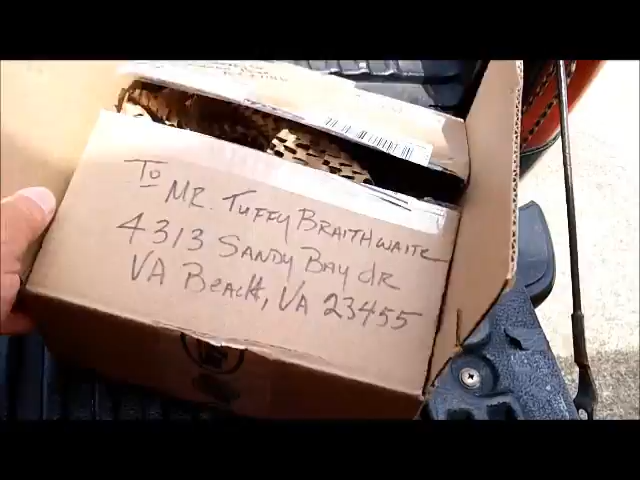 To
MR. TUFFY BRAITHWAITE
4313 SANDY BAY dR
VA BEACH, VA 23455